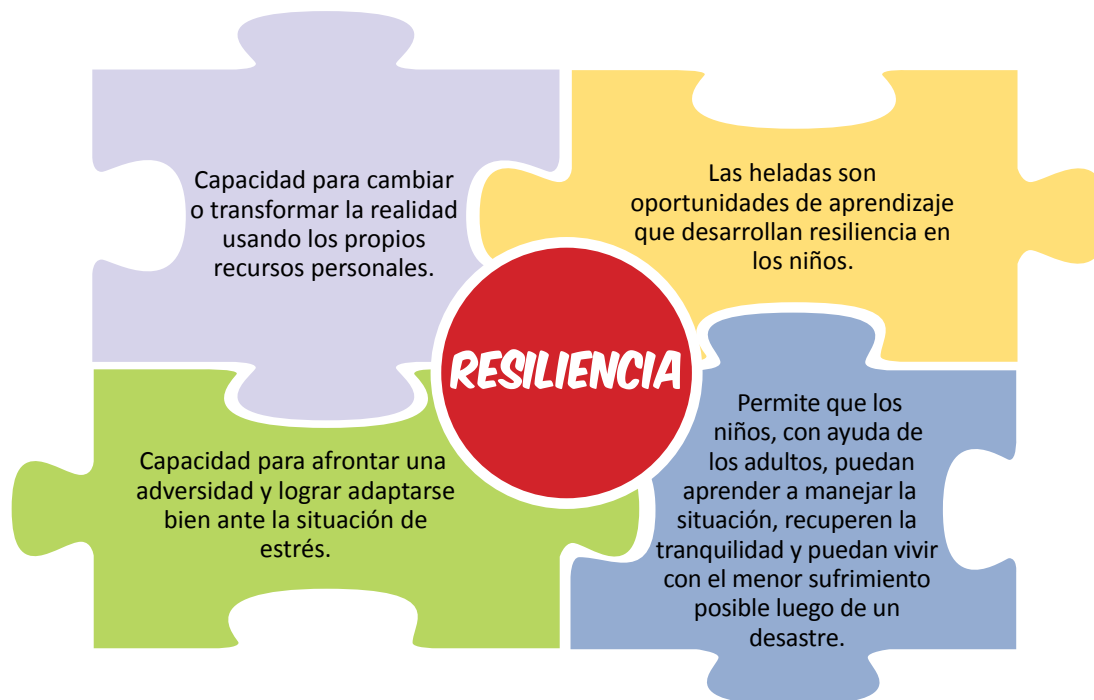 Capacidad para cambiar
o transformar la realidad
usando los propios
recursos personales.
Las heladas son
oportunidades de aprendizaje
que desarrollan resiliencia en
los niños.
RESILIENCIA
Capacidad para afrontar una
adversidad y lograr adaptarse
bien ante la situación de
estrés.
Permite que los
niños, con ayuda de
los adultos, puedan
aprender a manejar la
situación, recuperen la
tranquilidad y puedan vivir
con el menor sufrimiento
posible luego de un
desastre.